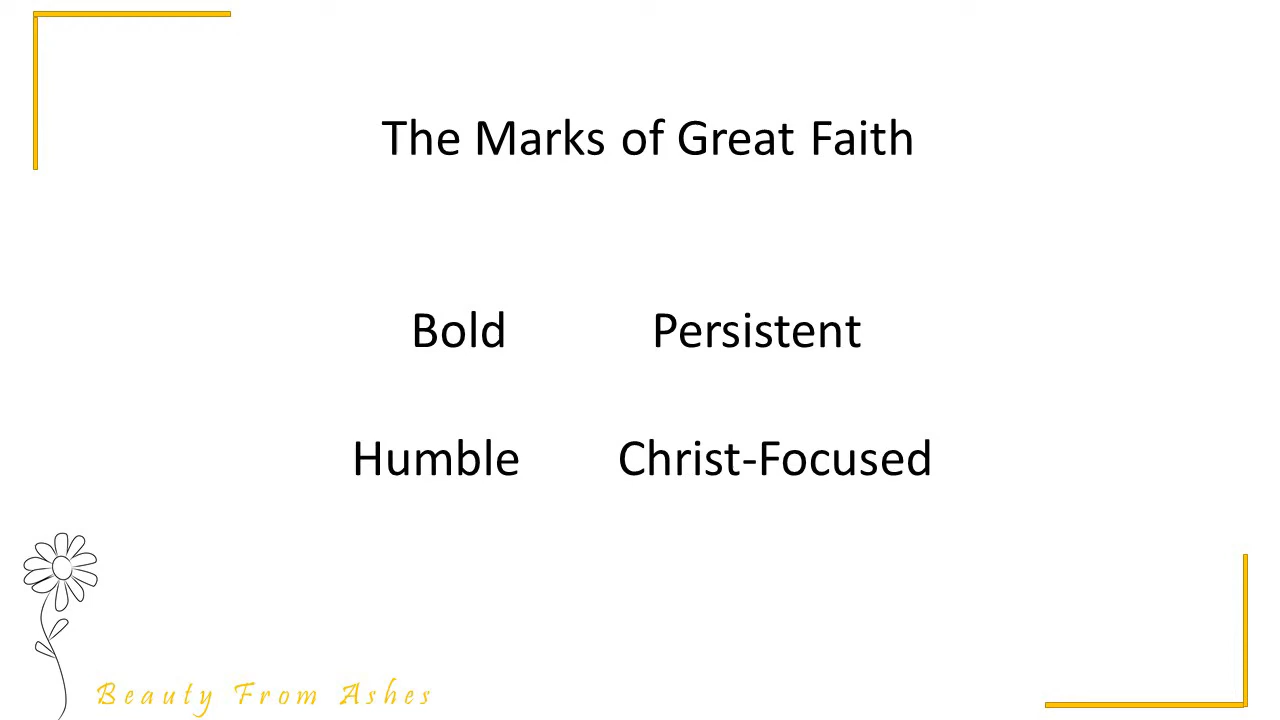 The Marks of Great Faith
Bold Persistent
Humble Christ-Focused
Beauty From Ashes